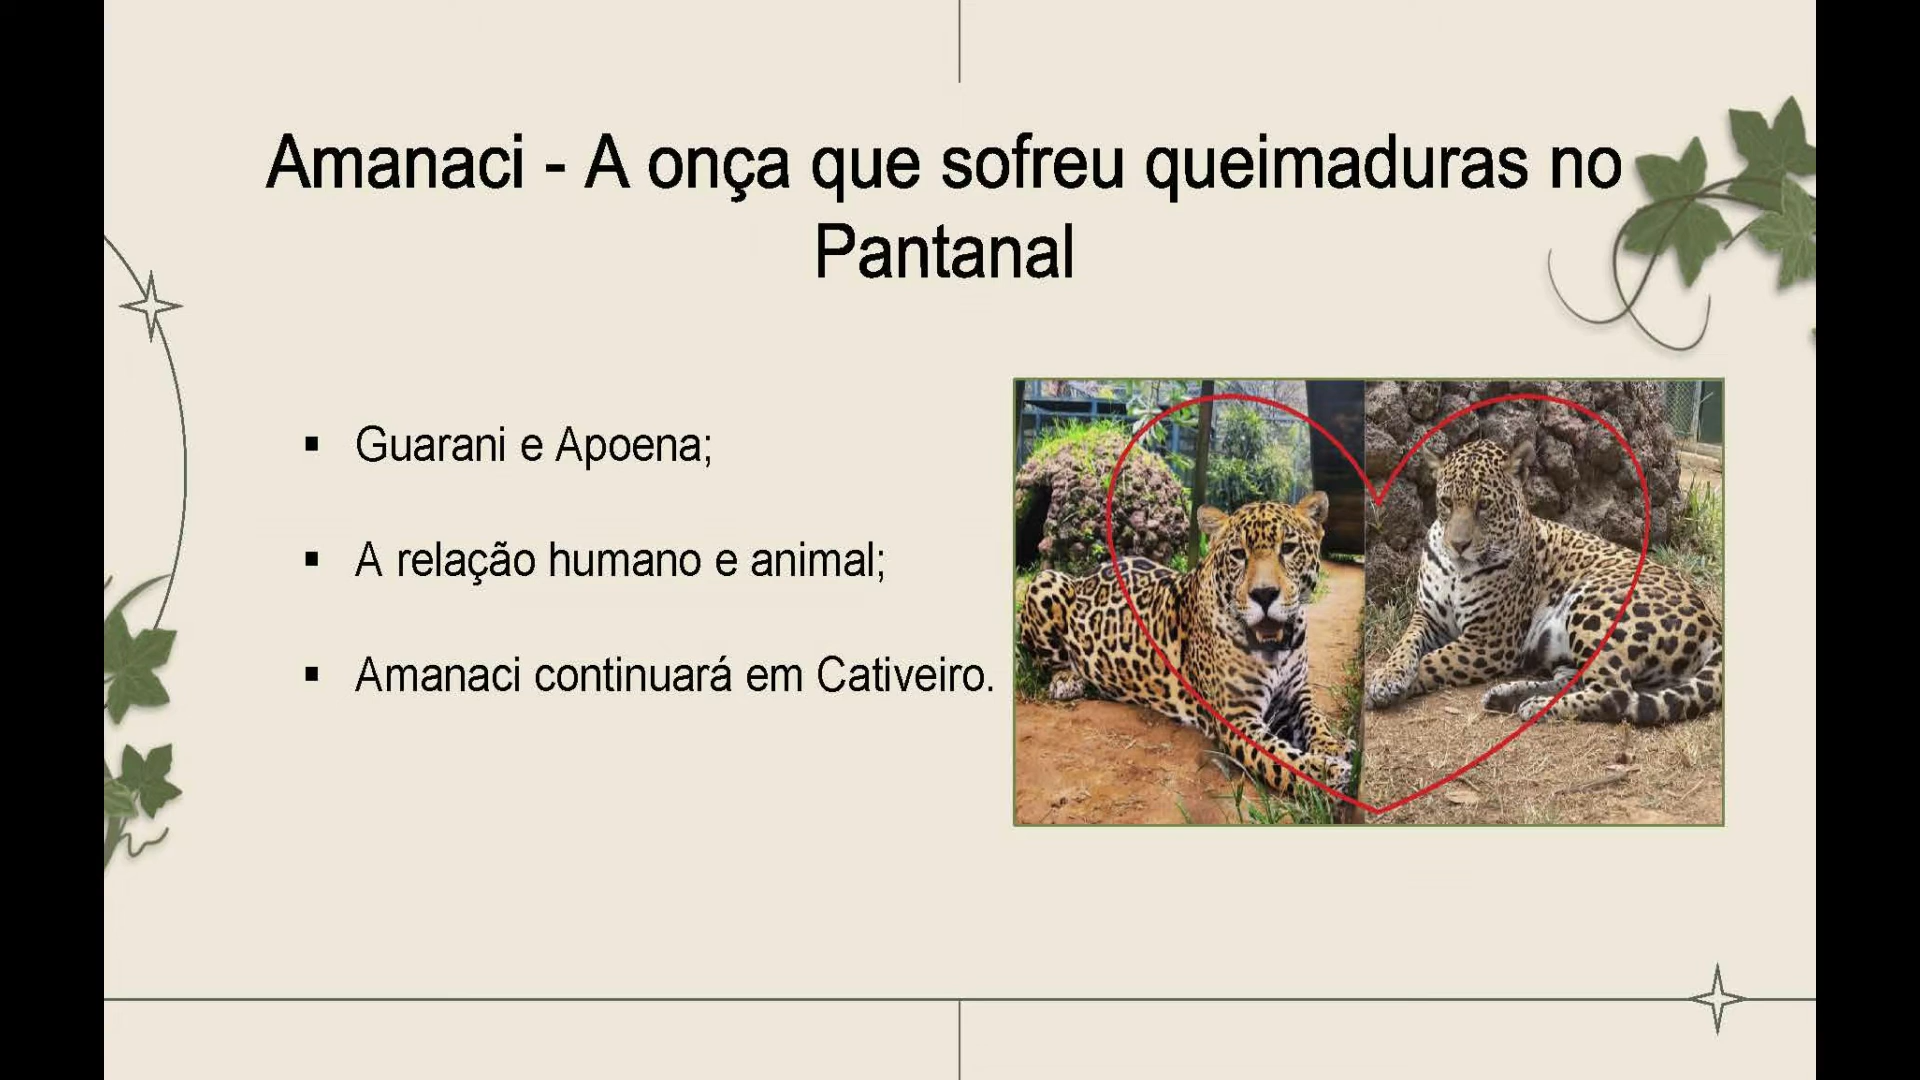 Amanaci - A onça que sofreu queimaduras no
Pantanal
▪ Guarani e Apoena;
▪ A relação humano e animal;
▪ Amanaci continuará em Cativeiro.